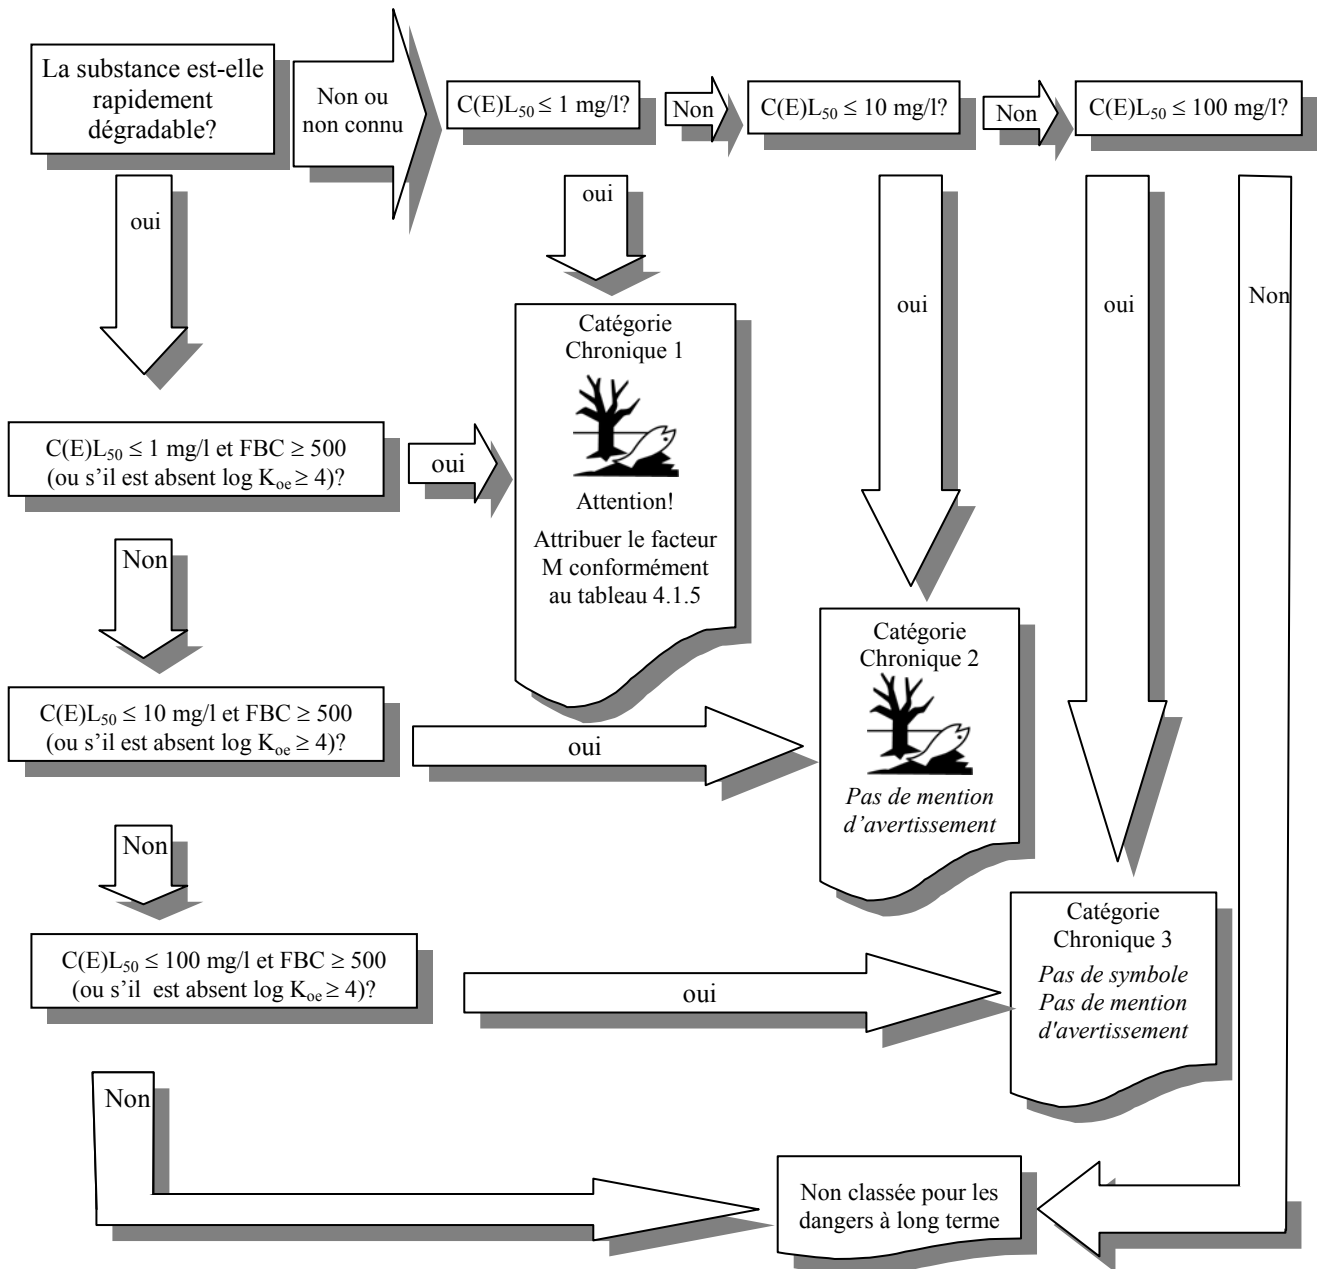 La substance est-elle
rapidement
dégradable?
Non ou
non connu
C(E)L50 ≤ 1 mg/l?
Non
C(E)L50 ≤ 10 mg/l?
Non
C(E)L50 ≤ 100 mg/l?
oui
oui
oui
oui
Non
Catégorie
Chronique 1
Attention!
Attribuer le facteur
M conformément
au tableau 4.1.5
C(E)L50 ≤ 1 mg/l et FBC ≥ 500
(ou s’il est absent log Koe ≥ 4)?
oui
Non
Catégorie
Chronique 2
Pas de mention
d’avertissement
C(E)L50 ≤ 10 mg/l et FBC ≥ 500
(ou s’il est absent log Koe ≥ 4)?
oui
Non
Catégorie
Chronique 3
Pas de symbole
Pas de mention
d'avertissement
C(E)L50 ≤ 100 mg/l et FBC ≥ 500
(ou s’il est absent log Koe ≥ 4)?
oui
Non
Non classée pour les
dangers à long terme